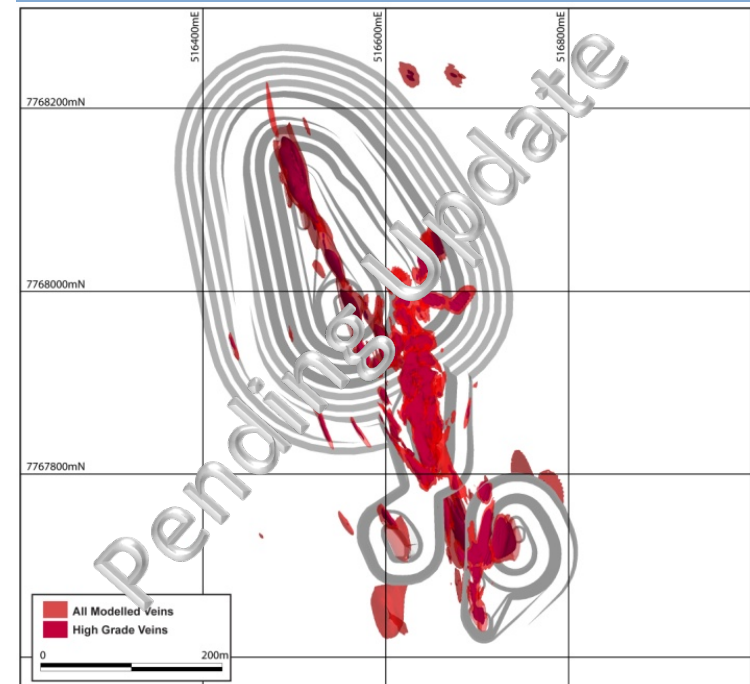 516400mE
516600mE
516800mE
7768200mN
7768000mN
7767800mN
Pending Update
All Modelled Veins
High Grade Veins
0 200m